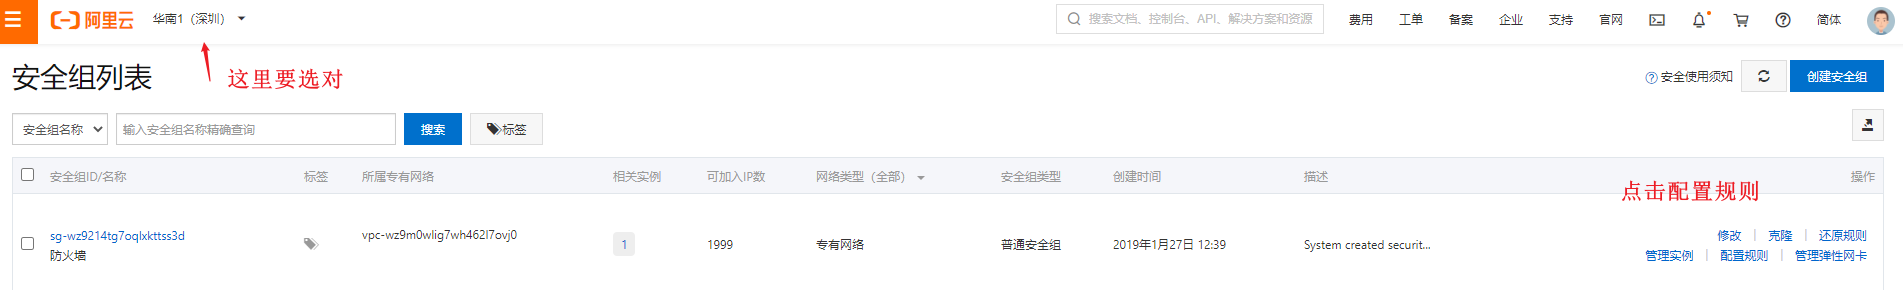 阿里云 华南1（深圳） 搜索文档、控制台、API、解决方案和资源 费用 工单 备案 企业 支持 官网 简体
安全组列表 这里要选对 安全使用须知 创建安全组
安全组名称 输入安全组名称精确查询 搜索 标签
安全组ID/名称 标签 所属专有网络 相关实例 可加入IP数 网络类型（全部） 安全组类型 创建时间 描述 操作
点击配置规则
sg-wz9214tg7oqlxkttss3d vpc-wz9m0wlig7wh462l7ovj0 修改 克隆 还原规则
1 1999 专有网络 普通安全组 2019年1月27日 12:39 System created securit...
防火墙 管理实例 配置规则 管理弹性网卡